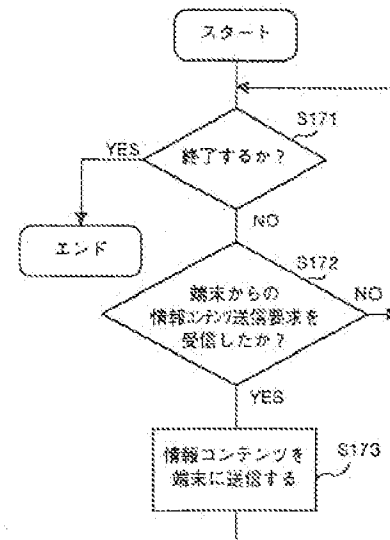 スタート
S171
終了するか？
YES
エンド
NO
S172
端末からの
情報コンテンツ送信要求を
受信したか？
NO
YES
S173
情報コンテンツを
端末に送信する